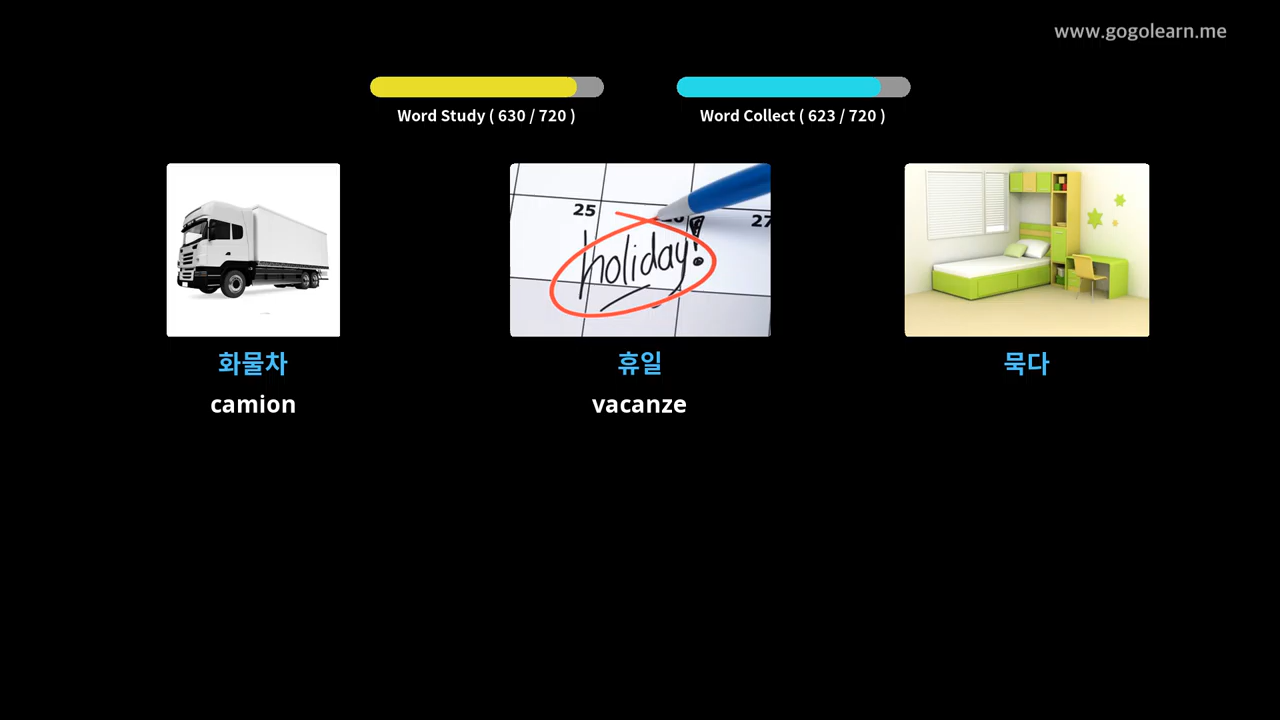 www.gogolearn.me
Word Study ( 630 / 720 )
Word Collect ( 623 / 720 )
25
27
holiday!
화물차
휴일
묵다
camion
vacanze